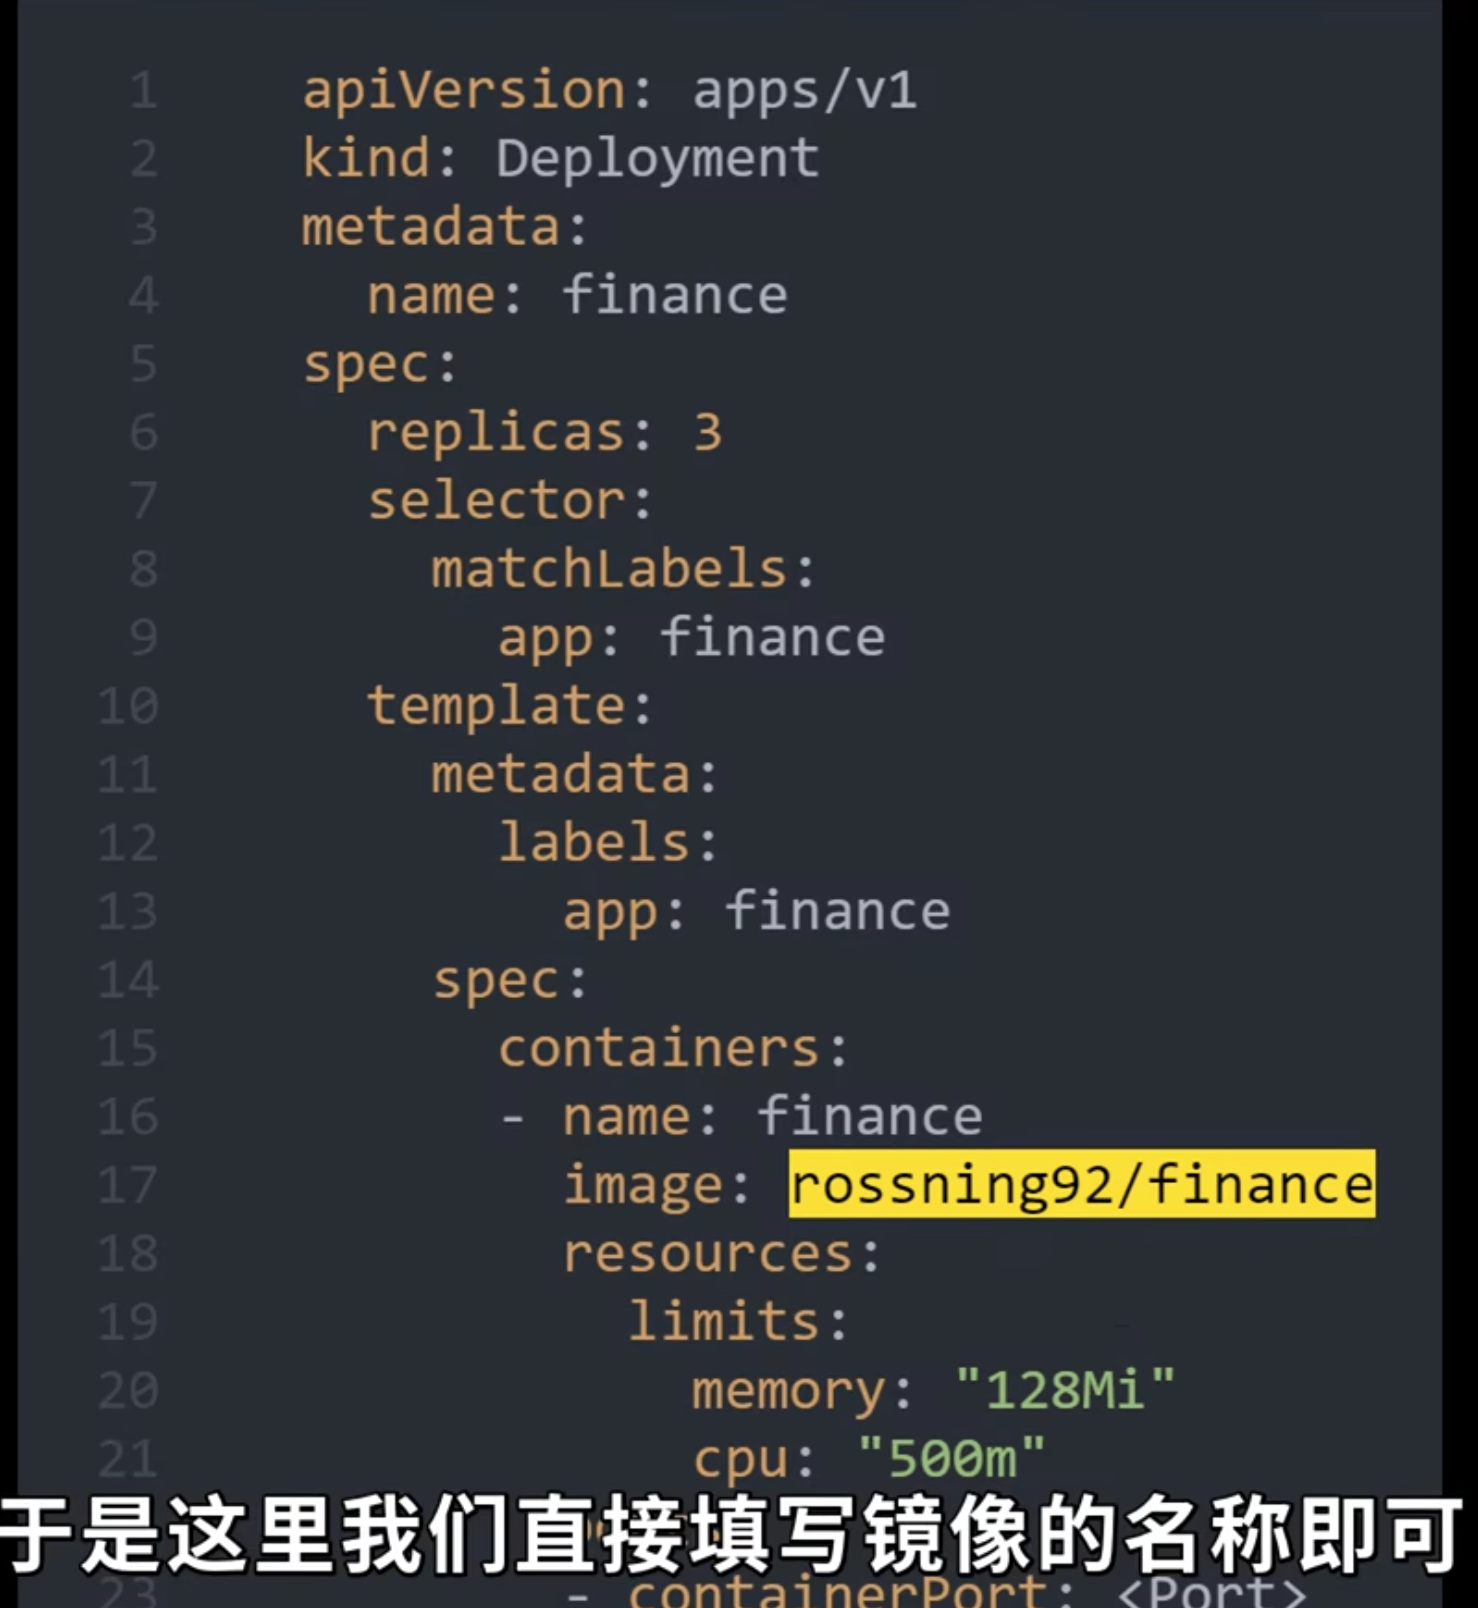 1 apiVersion: apps/v1
2 kind: Deployment
3 metadata:
4   name: finance
5 spec:
6   replicas: 3
7   selector:
8     matchLabels:
9       app: finance
10   template:
11     metadata:
12       labels:
13         app: finance
14     spec:
15       containers:
16       - name: finance
17         image: rossning92/finance
18         resources:
19           limits:
20             memory: "128Mi"
21             cpu: "500m"
于是这里我们直接填写镜像的名称即可
23         - containerPort: <Port>